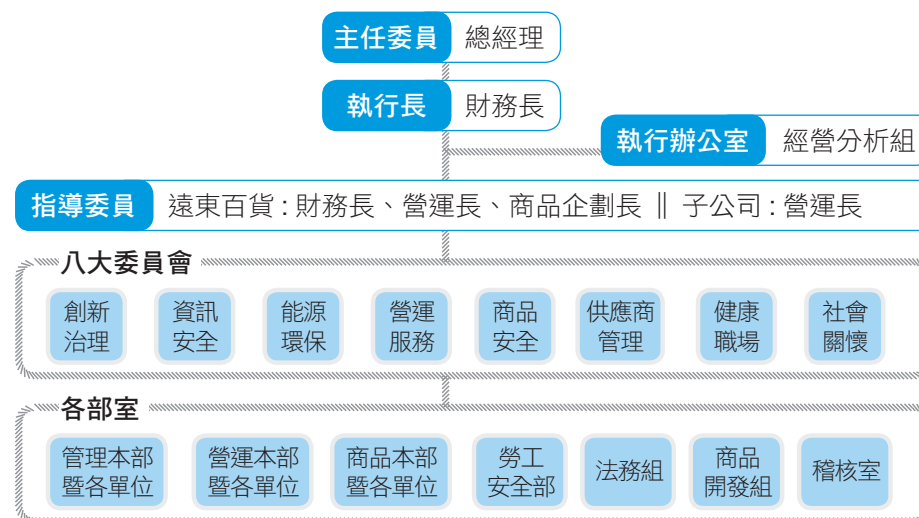 主任委員 總經理
執行長 財務長
執行辦公室 經營分析組
指導委員 遠東百貨 : 財務長、營運長、商品企劃長 || 子公司 : 營運長
八大委員會
創新
治理
資訊
安全
能源
環保
營運
服務
商品
安全
供應商
管理
健康
職場
社會
關懷
各部室
管理本部
暨各單位
營運本部
暨各單位
商品本部
暨各單位
勞工
安全部
法務組
商品
開發組
稽核室